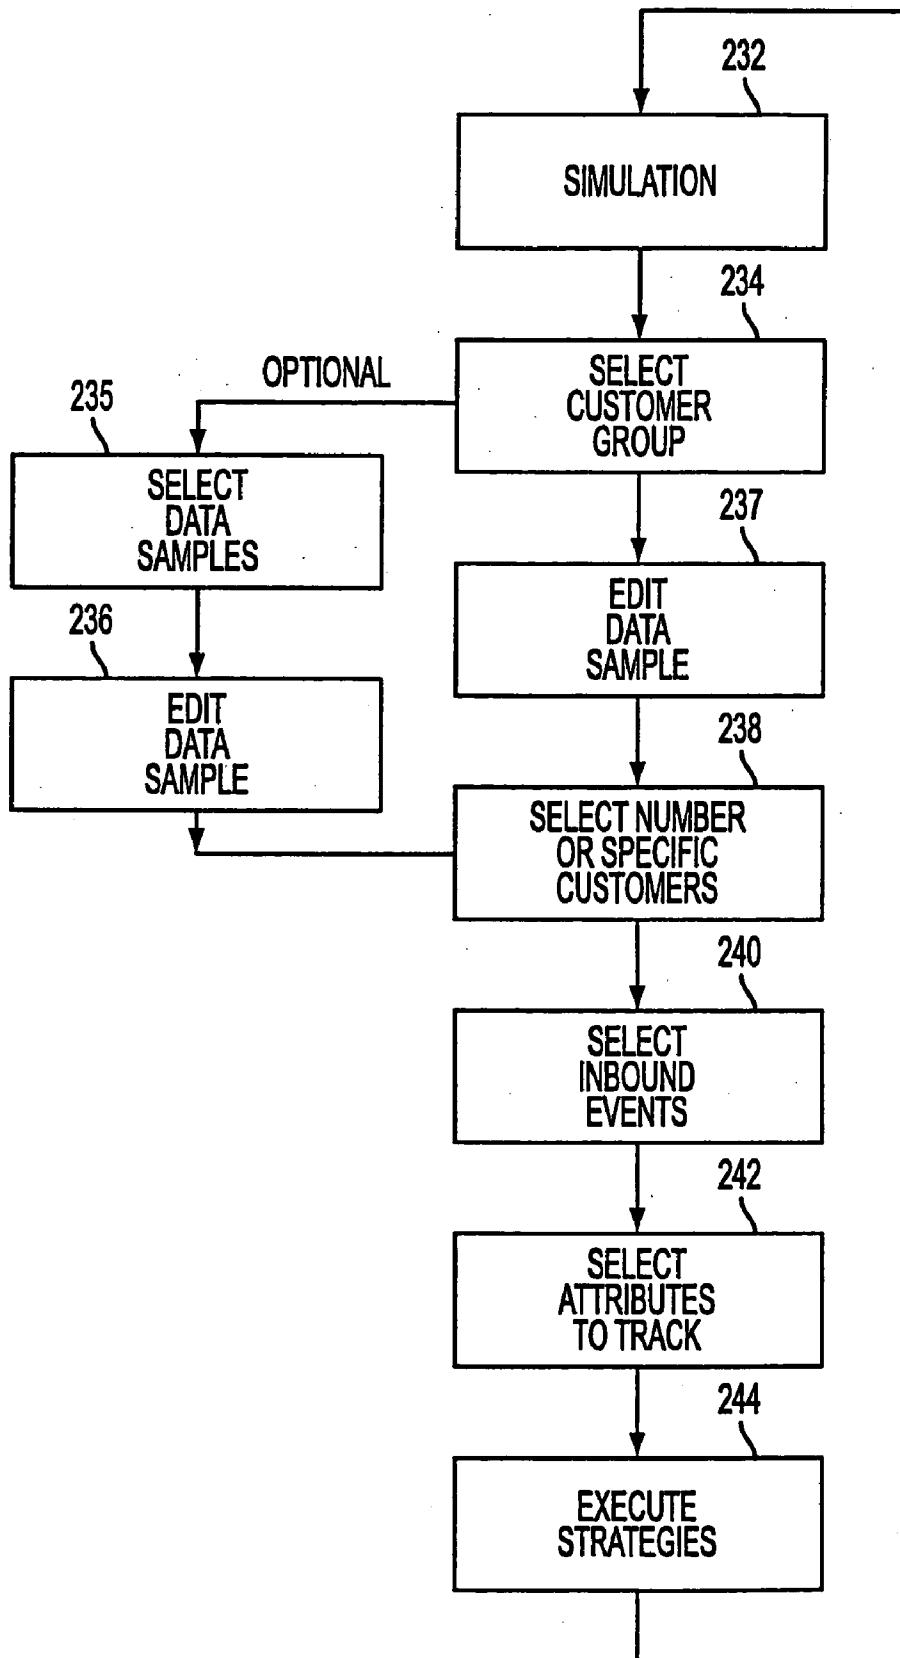 232
SIMULATION
234
OPTIONAL
SELECT
CUSTOMER
GROUP
235
SELECT
DATA
SAMPLES
237
EDIT
DATA
SAMPLE
236
EDIT
DATA
SAMPLE
238
SELECT NUMBER
OR SPECIFIC
CUSTOMERS
240
SELECT
INBOUND
EVENTS
242
SELECT
ATTRIBUTES
TO TRACK
244
EXECUTE
STRATEGIES